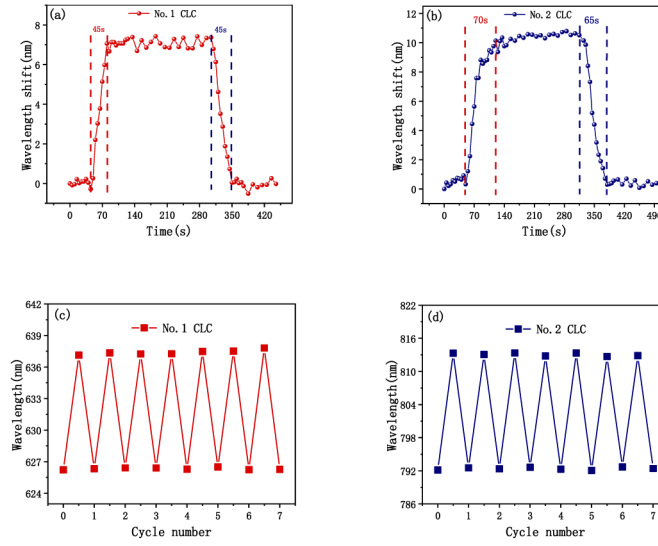 (a)
No.1 CLC
45s
45s
8
6
4
2
0
Wavelength shift(nm)
0 70 140 210 280 350 420
Time(s)
(b)
No.2 CLC
70s
65s
12
10
8
6
4
2
0
Wavelength shift(nm)
0 70 140 210 280 350 420 490
Time(s)
(c)
No.1 CLC
642
639
636
633
630
627
624
Wavelength(nm)
0 1 2 3 4 5 6 7
Cycle number
(d)
No.2 CLC
822
816
810
804
798
792
786
Wavelength(nm)
0 1 2 3 4 5 6 7
Cycle number